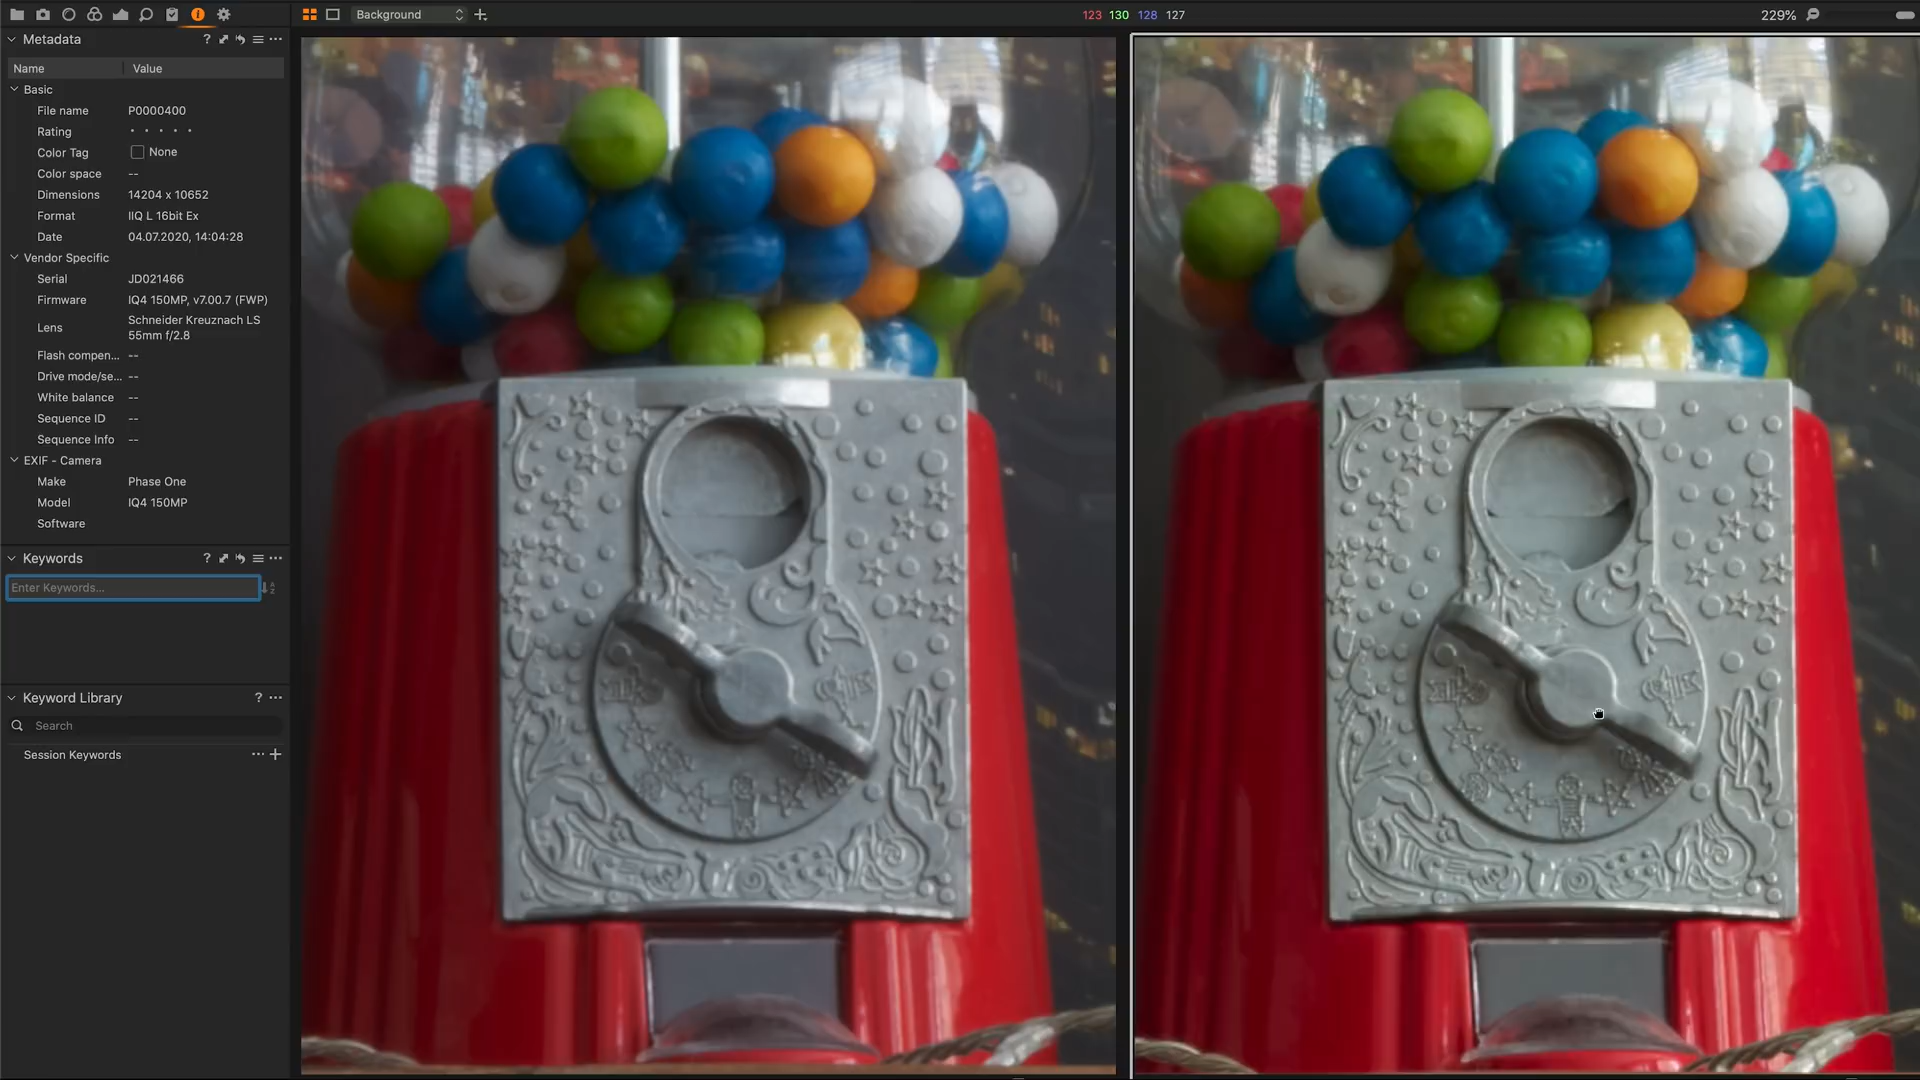 Background
123 130 128 127
229%
Metadata
?
Name Value
Basic
File name P0000400
Rating
Color Tag None
Color space --
Dimensions 14204 x 10652
Format IIQ L 16bit Ex
Date 04.07.2020, 14:04:28
Vendor Specific
Serial JD021466
Firmware IQ4 150MP, v7.00.7 (FWP)
Lens Schneider Kreuznach LS
55mm f/2.8
Flash compen... --
Drive mode/se... --
White balance --
Sequence ID --
Sequence Info --
EXIF - Camera
Make Phase One
Model IQ4 150MP
Software
Keywords
?
Enter Keywords...
Keyword Library
?
Search
Session Keywords